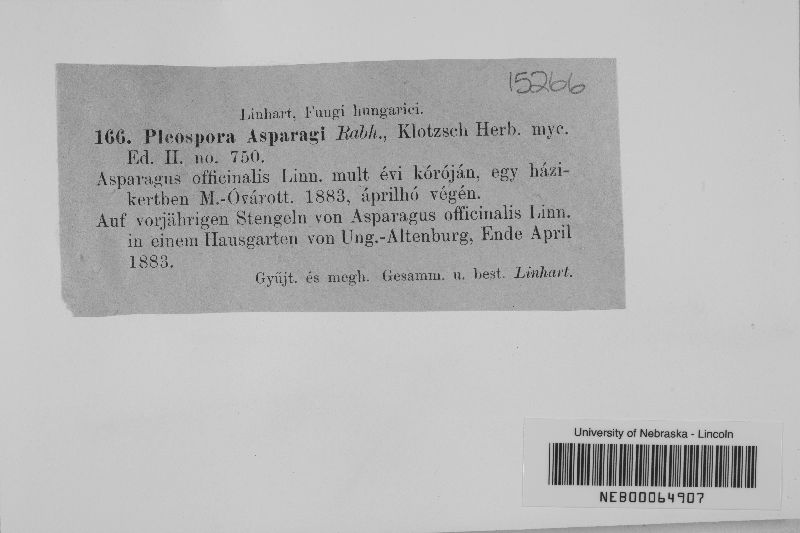 15266
Linhart, Fungi hungarici.
166. Pleospora Asparagi Rabh., Klotzsch Herb. myc.
Ed. II. no. 750.
Asparagus officinalis Linn. mult évi kóróján, egy házi-
kertben M.-Óvárott. 1883, áprilhó végén.
Auf vorjährigen Stengeln von Asparagus officinalis Linn.
in einem Hausgarten von Ung.-Altenburg, Ende April
1883.
Gyűjt. és megh. Gesamm. u. best. Linhart.
University of Nebraska - Lincoln
NEB00064907